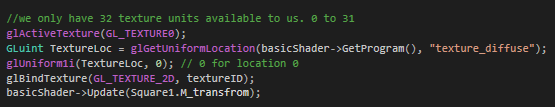 //we only have 32 texture units available to us. 0 to 31
glActiveTexture(GL_TEXTURE0);
GLuint TextureLoc = glGetUniformLocation(basicShader->GetProgram(), "texture_diffuse");
glUniform1i(TextureLoc, 0); // 0 for location 0
glBindTexture(GL_TEXTURE_2D, textureID);
basicShader->Update(Square1.M_transfrom);